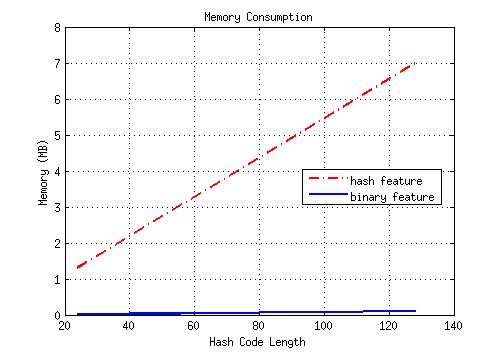 Memory Consumption
8
7
6
5
4
3
2
1
0
Memory (MB)
hash feature
binary feature
20 40 60 80 100 120 140
Hash Code Length